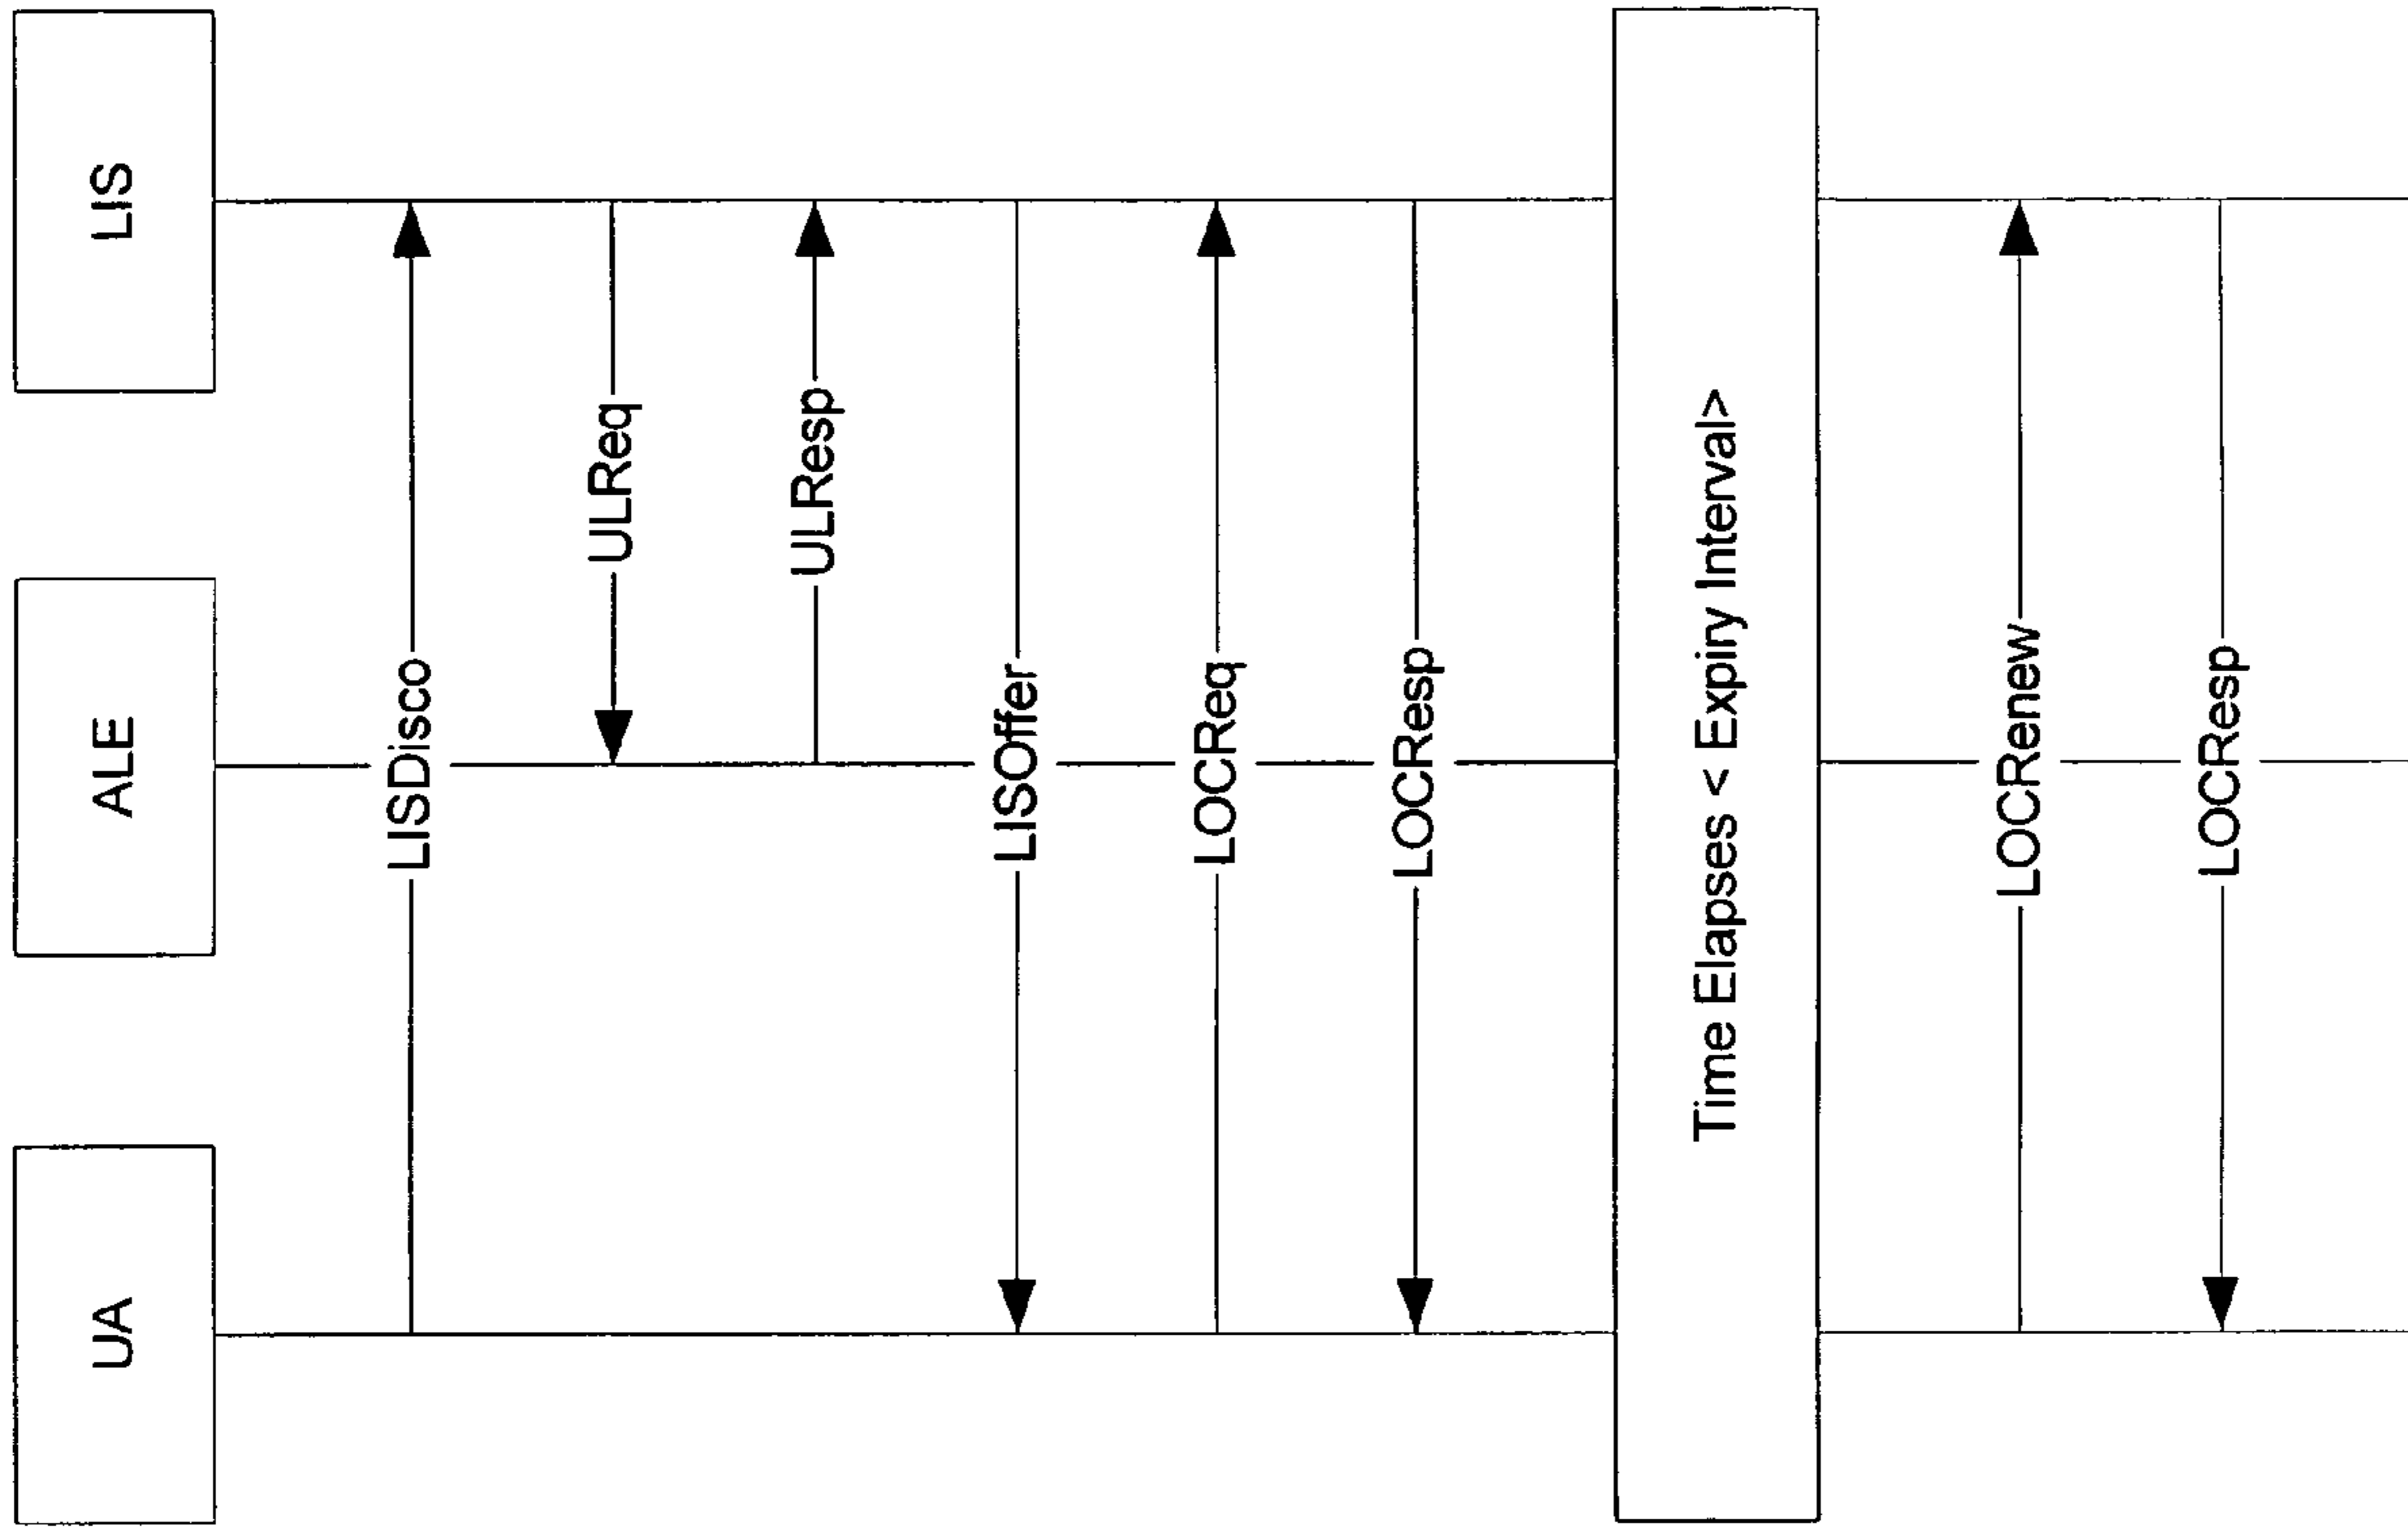 UA
ALE
LIS
LISDisco
ULReq
ULResp
LISOffer
LOCReq
LOCResp
Time Elapses < Expiry Interval>
LOCRenew
LOCResp